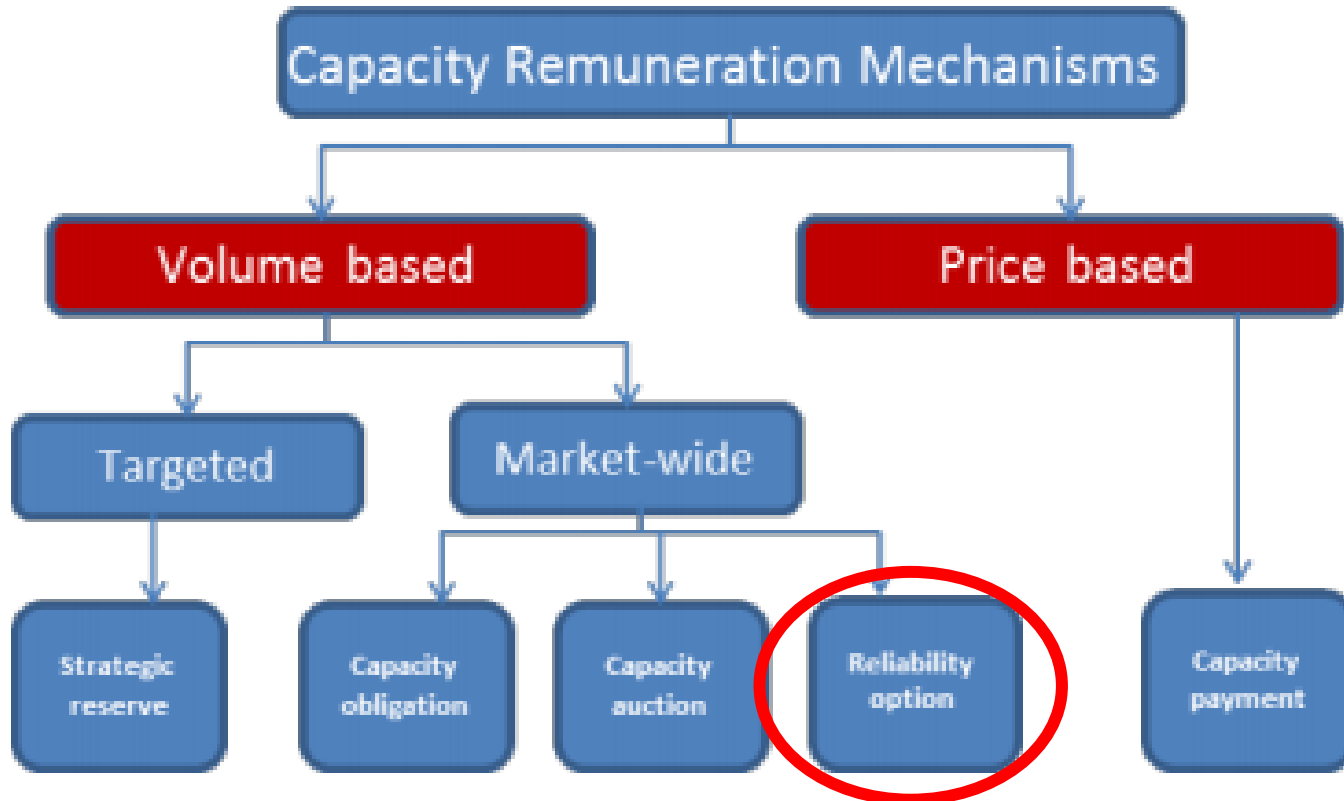 Capacity Remuneration Mechanisms
Volume based
Price based
Targeted
Market-wide
Strategic
reserve
Capacity
obligation
Capacity
auction
Reliability
option
Capacity
payment